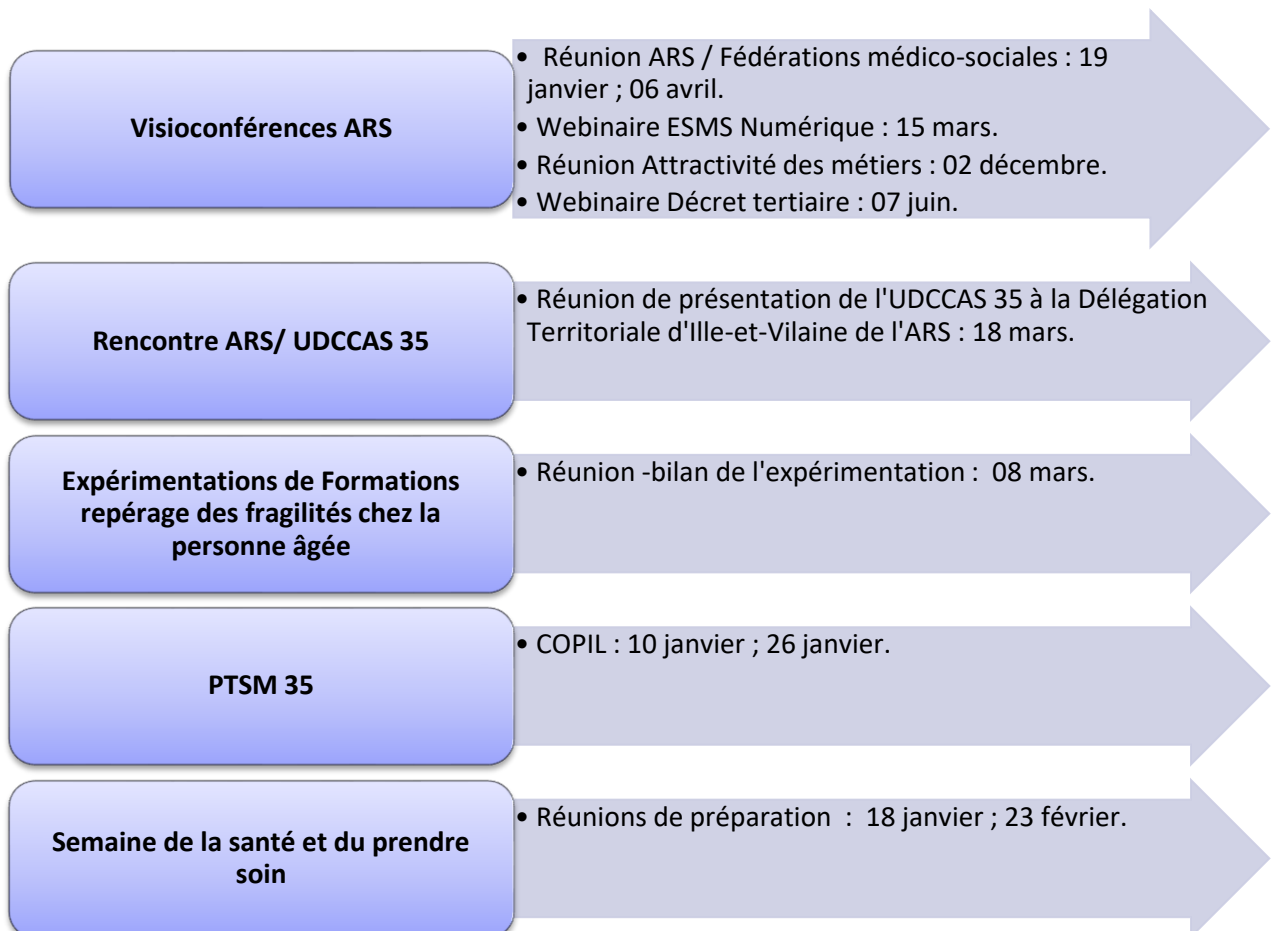 Visioconférences ARS
• Réunion ARS / Fédérations médico-sociales : 19
janvier ; 06 avril.
• Webinaire ESMS Numérique : 15 mars.
• Réunion Attractivité des métiers : 02 décembre.
• Webinaire Décret tertiaire : 07 juin.
Rencontre ARS/ UDCCAS 35
• Réunion de présentation de l'UDCCAS 35 à la Délégation
Territoriale d'Ille-et-Vilaine de l'ARS : 18 mars.
Expérimentations de Formations
repérage des fragilités chez la
personne âgée
• Réunion -bilan de l'expérimentation :  08 mars.
PTSM 35
• COPIL : 10 janvier ; 26 janvier.
Semaine de la santé et du prendre
soin
• Réunions de préparation  :  18 janvier ; 23 février.